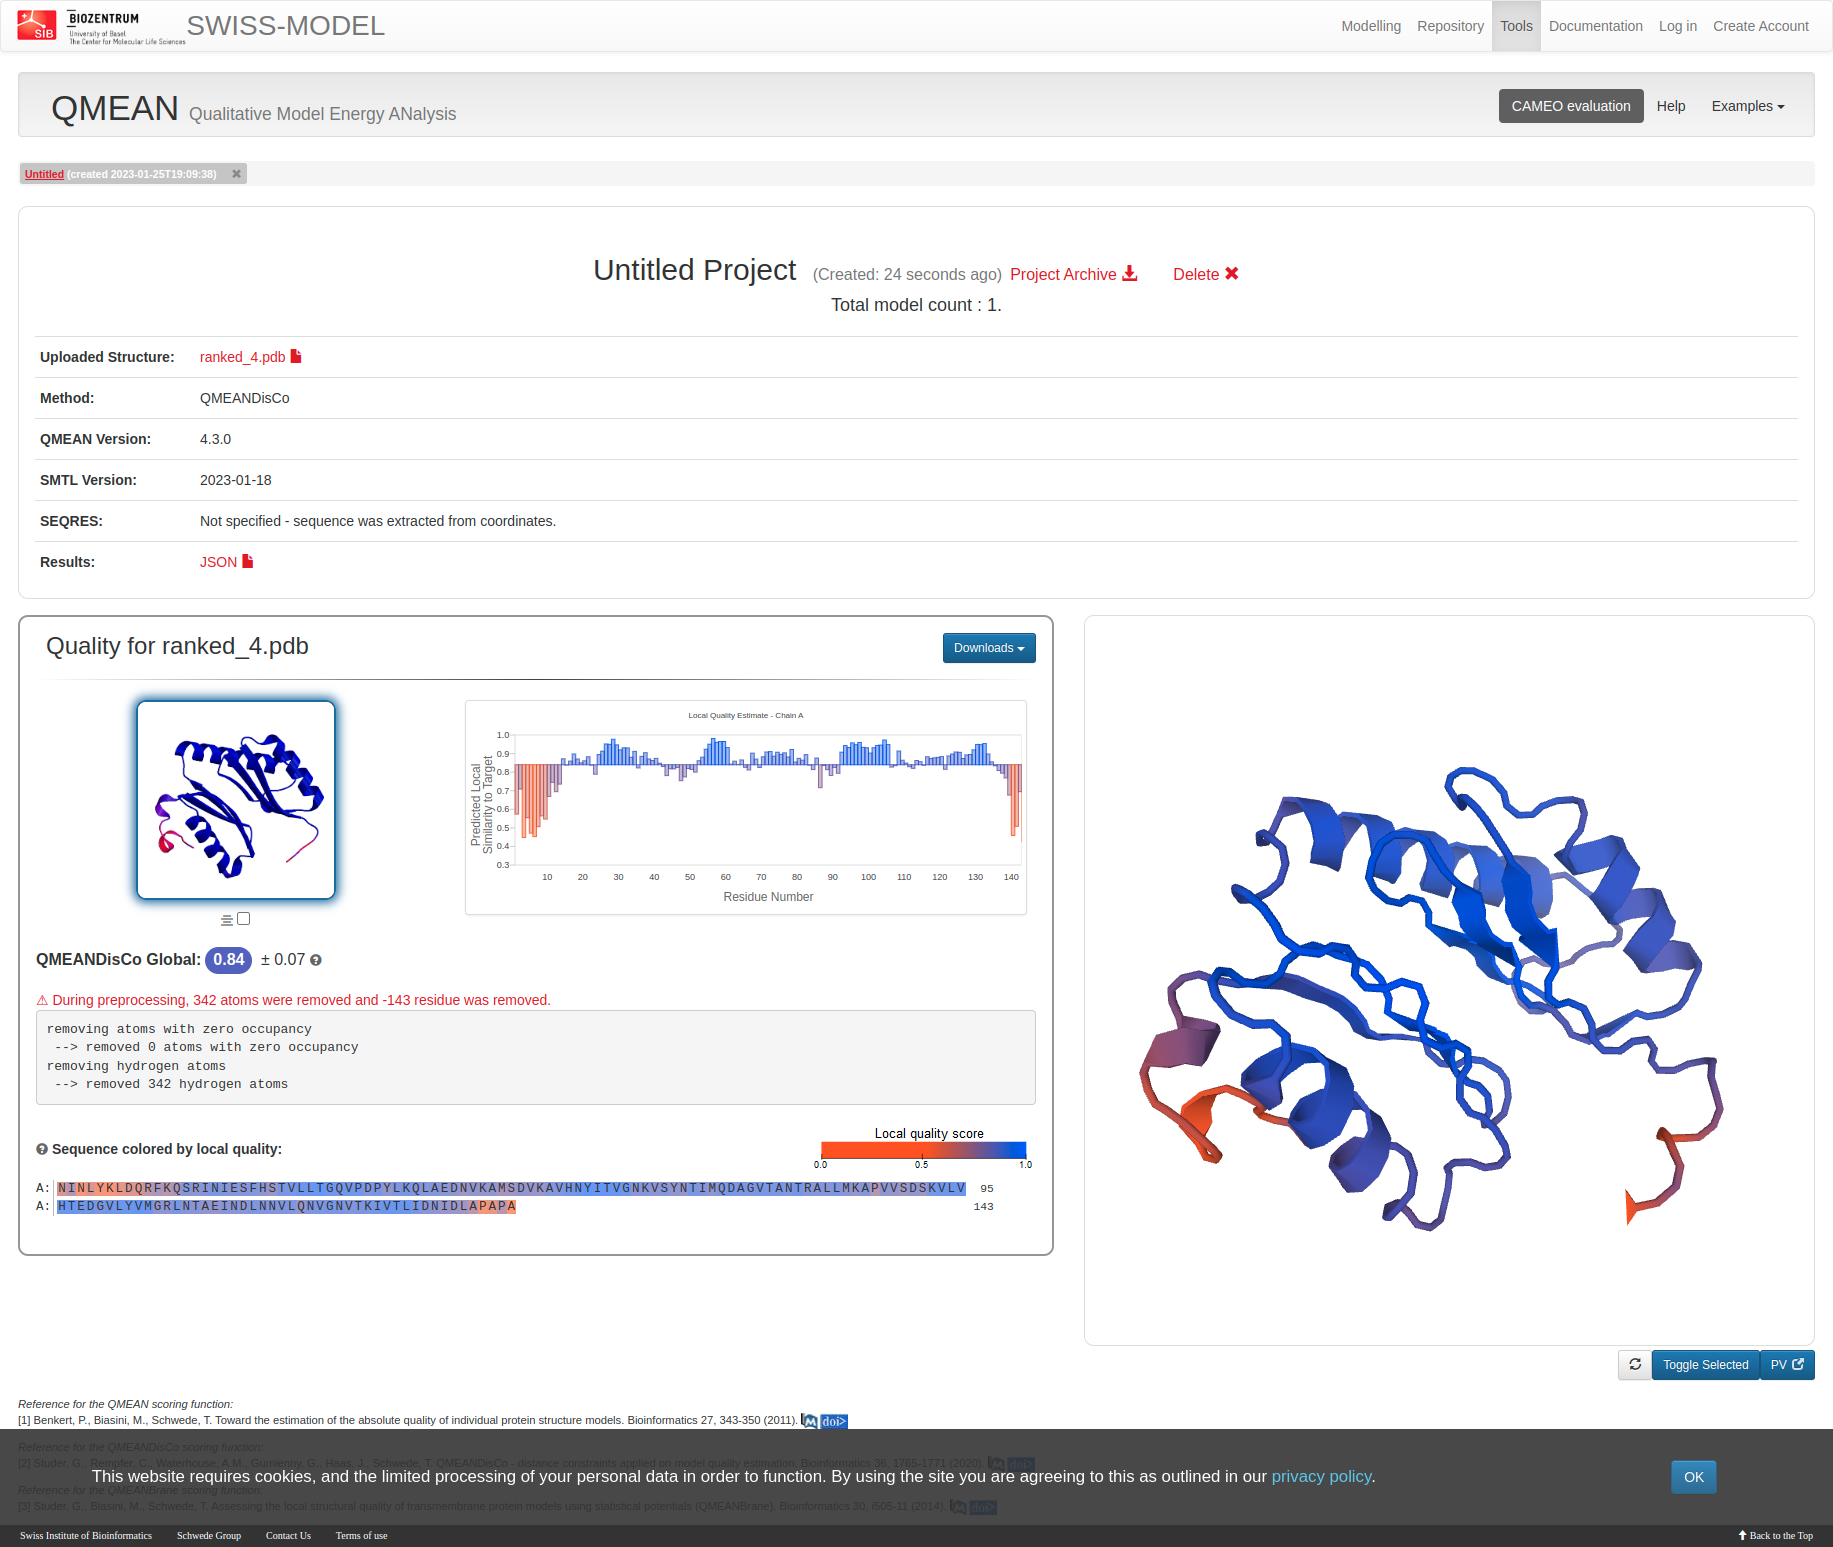 SIB
BIOZENTRUM
University of Basel
The Center for Molecular Life Sciences
SWISS-MODEL
Modelling Repository Tools Documentation Log in Create Account
QMEAN Qualitative Model Energy ANalysis
CAMEO evaluation Help Examples
Untitled (created 2023-01-25T19:09:38) ✖
Untitled Project (Created: 24 seconds ago) Project Archive Delete ✖
Total model count : 1.
Uploaded Structure: ranked_4.pdb
Method: QMEANDisCo
QMEAN Version: 4.3.0
SMTL Version: 2023-01-18
SEQRES: Not specified - sequence was extracted from coordinates.
Results: JSON
Quality for ranked_4.pdb
Downloads
Local Quality Estimate - Chain A
Predicted Local
Similarity to Target
1.0
0.9
0.8
0.7
0.6
0.5
0.4
0.3
10 20 30 40 50 60 70 80 90 100 110 120 130 140
Residue Number
QMEANDisCo Global: 0.84 ± 0.07
⚠ During preprocessing, 342 atoms were removed and -143 residue was removed.
removing atoms with zero occupancy
--> removed 0 atoms with zero occupancy
removing hydrogen atoms
--> removed 342 hydrogen atoms
Sequence colored by local quality:
Local quality score
0.0 0.5 1.0
A: NINLYKLDQRFKQSRINIESFHSTVLLTGQVPDPYLKQLAEDNVKAMSDVKAVHNYITVGNKVSYNTIMQDAGVTANTRALLMKAPVVSDSKVLV 95
A: HTEDGVLYVMGRLNTAEINDLNNVLQNVGNVTKIVTLIDNIDLAPAPA 143
Toggle Selected PV
Reference for the QMEAN scoring function:
[1] Benkert, P., Biasini, M., Schwede, T. Toward the estimation of the absolute quality of individual protein structure models. Bioinformatics 27, 343-350 (2011). M doi>
Reference for the QMEANDisCo scoring function:
[2] Studer, G., Rempfer, C., Waterhouse, A.M., Gumienny, G., Haas, J., Schwede, T. QMEANDisCo - distance constraints applied on model quality estimation. Bioinformatics 36, 1765-1771 (2020). M doi>
This website requires cookies, and the limited processing of your personal data in order to function. By using the site you are agreeing to this as outlined in our privacy policy. OK
Reference for the QMEANBrane scoring function:
[3] Studer, G., Biasini, M., Schwede, T. Assessing the local structural quality of transmembrane protein models using statistical potentials (QMEANBrane). Bioinformatics 30, i505-11 (2014). M doi>
Swiss Institute of Bioinformatics Schwede Group Contact Us Terms of use Back to the Top